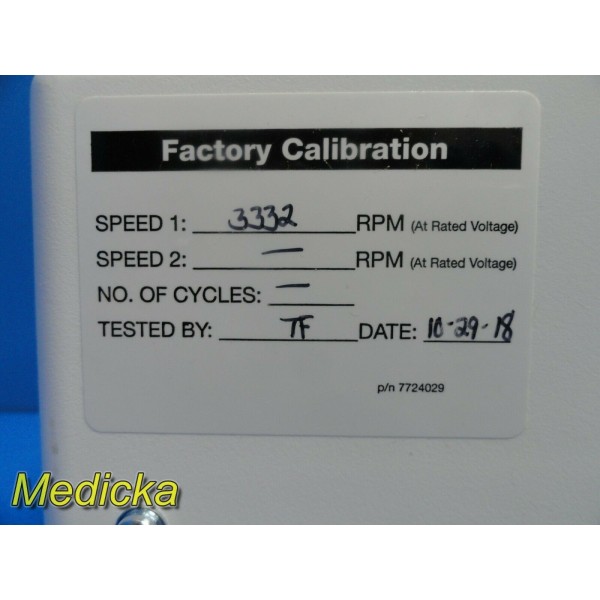 Factory Calibration
SPEED 1: 3332 RPM (At Rated Voltage)
SPEED 2: — RPM (At Rated Voltage)
NO. OF CYCLES: —
TESTED BY: TF DATE: 10-29-18
p/n 7724029
Medicka